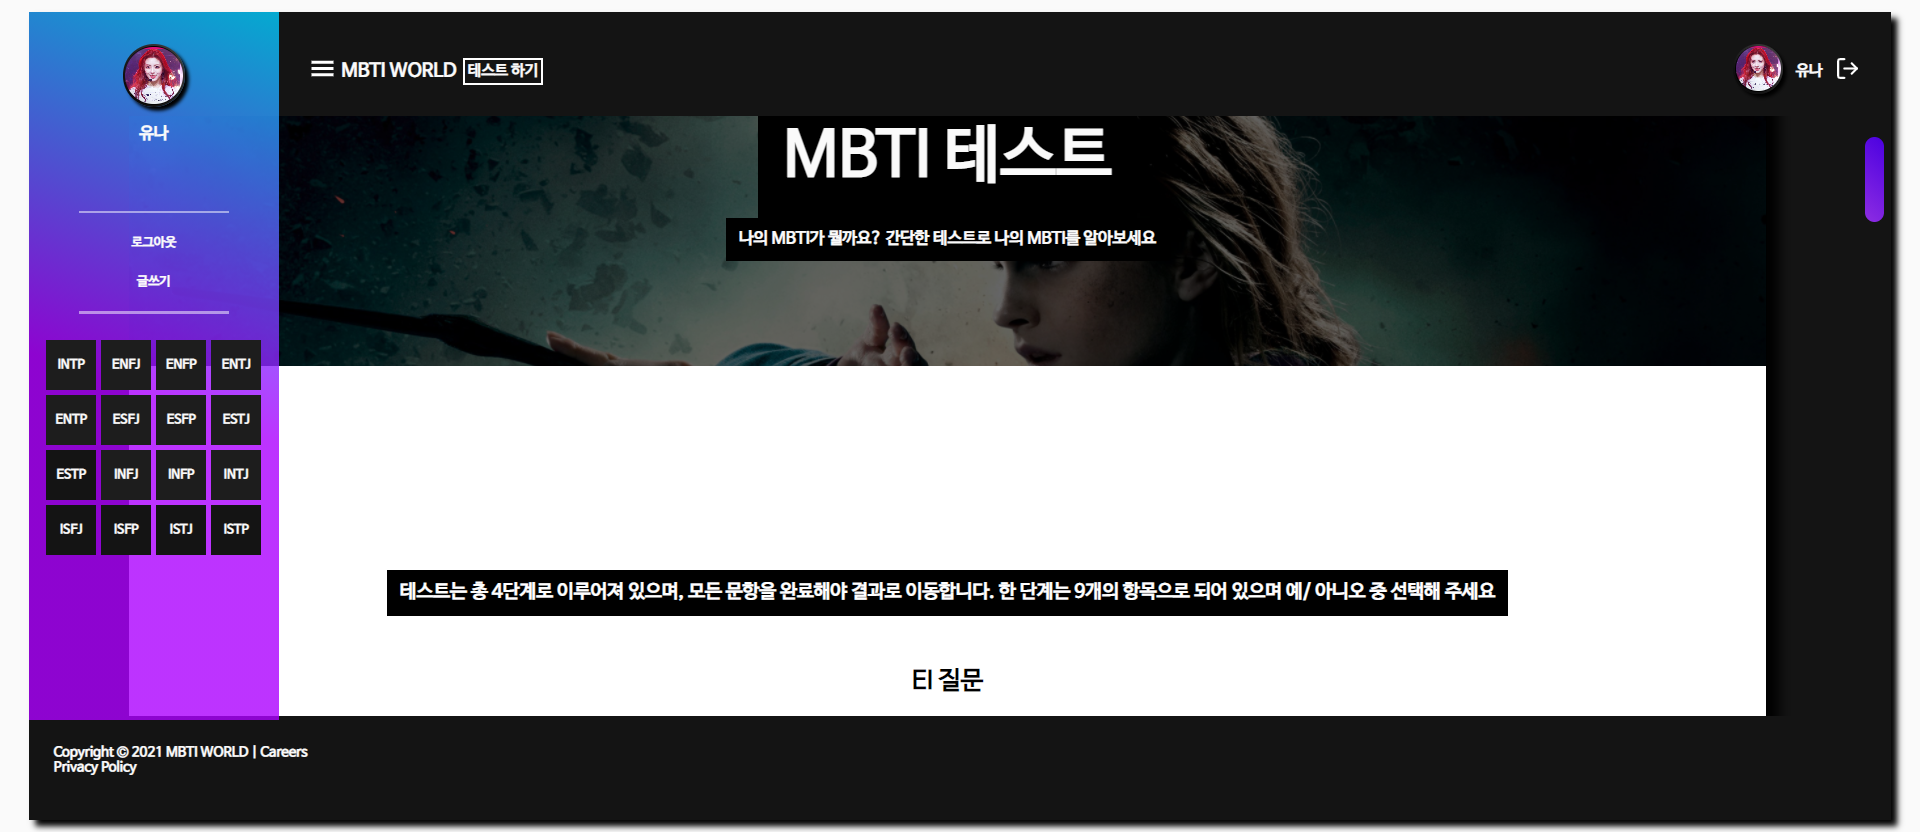 유나
로그아웃
글쓰기
INTP ENFJ ENFP ENTJ
ENTP ESFJ ESFP ESTJ
ESTP INFJ INFP INTJ
ISFJ ISFP ISTJ ISTP
MBTI WORLD 테스트 하기
유나
MBTI 테스트
나의 MBTI가 뭘까요? 간단한 테스트로 나의 MBTI를 알아보세요
테스트는 총 4단계로 이루어져 있으며, 모든 문항을 완료해야 결과로 이동합니다. 한 단계는 9개의 항목으로 되어 있으며 예/ 아니오 중 선택해 주세요
EI 질문
Copyright © 2021 MBTI WORLD | Careers
Privacy Policy